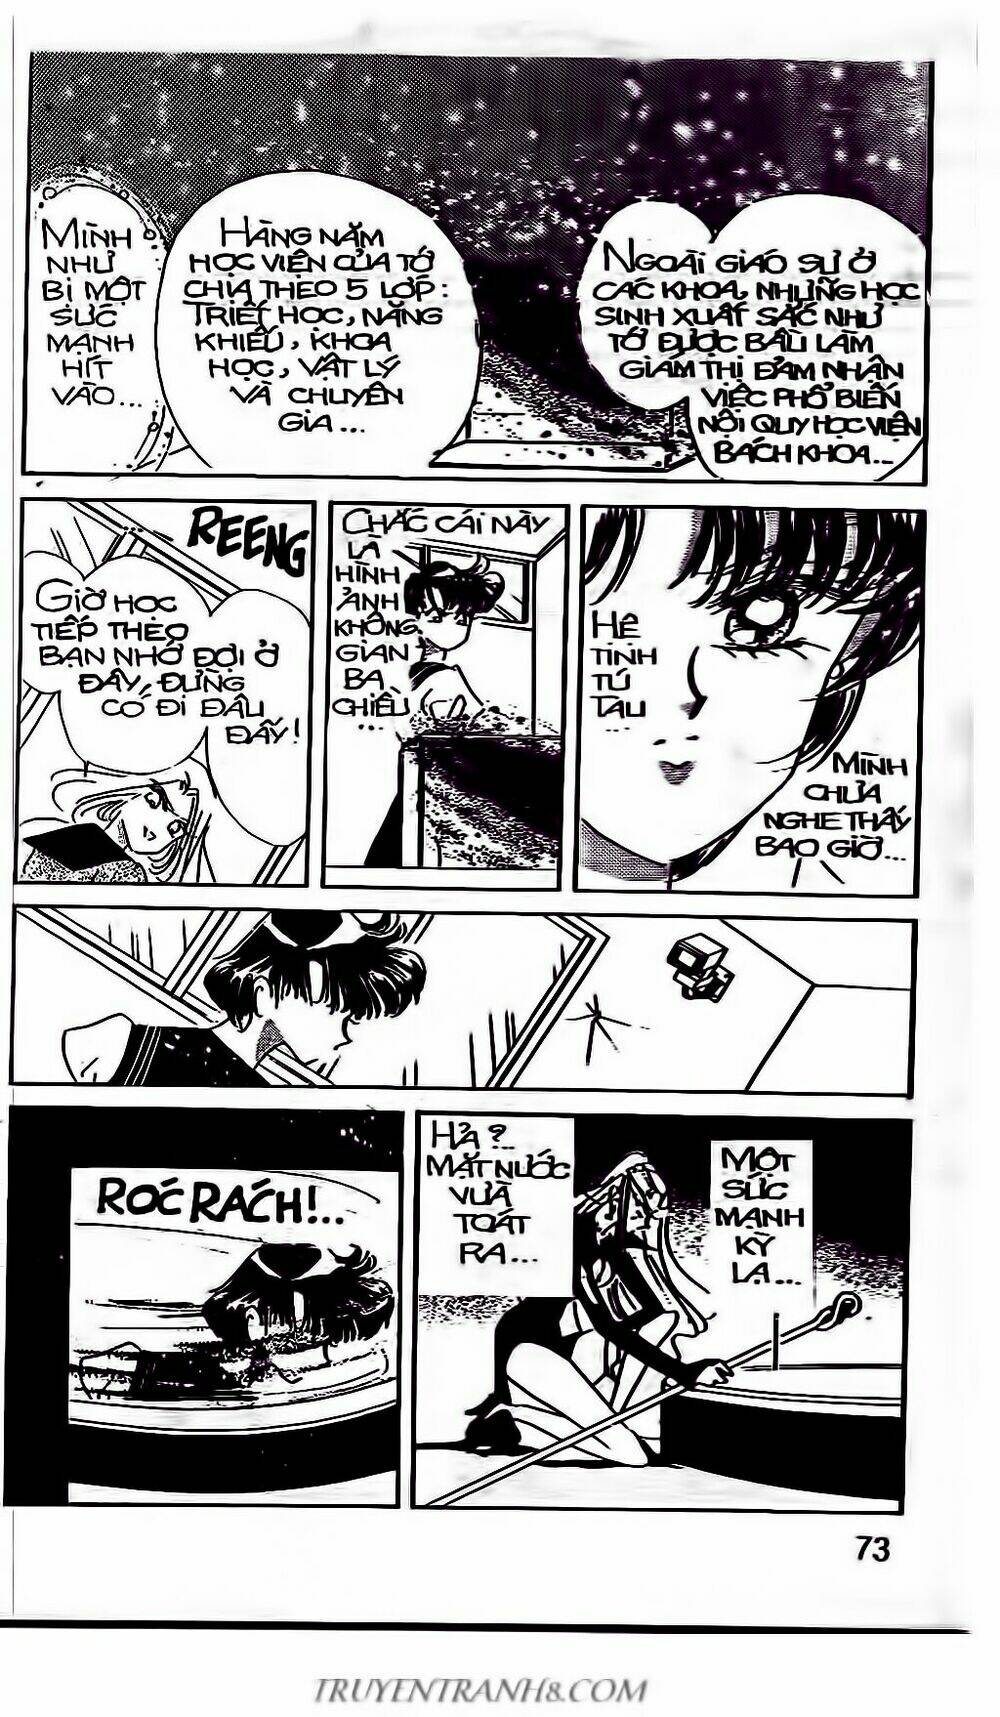 NGOÀI GIÁO SƯ Ở
CÁC KHOA, NHỮNG HỌC
SINH XUẤT SẮC NHƯ
TỚ ĐƯỢC BẦU LÀM
GIÁM THỊ ĐẢM NHẬN
VIỆC PHỔ BIẾN
NỘI QUY HỌC VIỆN
BÁCH KHOA...
HÀNG NĂM
HỌC VIỆN CỦA TỚ
CHIA THEO 5 LỚP:
TRIẾT HỌC, NĂNG
KHIẾU, KHOA
HỌC, VẬT LÝ
VÀ CHUYÊN
GIA...
MÌNH
NHƯ
BỊ MỘT
SỨC
MẠNH
HÍT
VÀO...
HỆ
TINH
TÚ
TAU
MÌNH
CHƯA
NGHE THẤY
BAO GIỜ...
CHẮC CÁI NÀY
LÀ
HÌNH
ẢNH
KHÔNG
GIAN
BA
CHIỀU
...
REENG
GIỜ HỌC
TIẾP THEO
BẠN NHỚ ĐỢI Ở
ĐÂY, ĐỪNG
CÓ ĐI ĐÂU
ĐẤY!
MỘT
SỨC
MẠNH
KỲ
LẠ...
HẢ?...
MẶT NƯỚC
VỪA
TOÁT
RA...
RÓC RÁCH!...
73
TRUYENTRANH8.COM